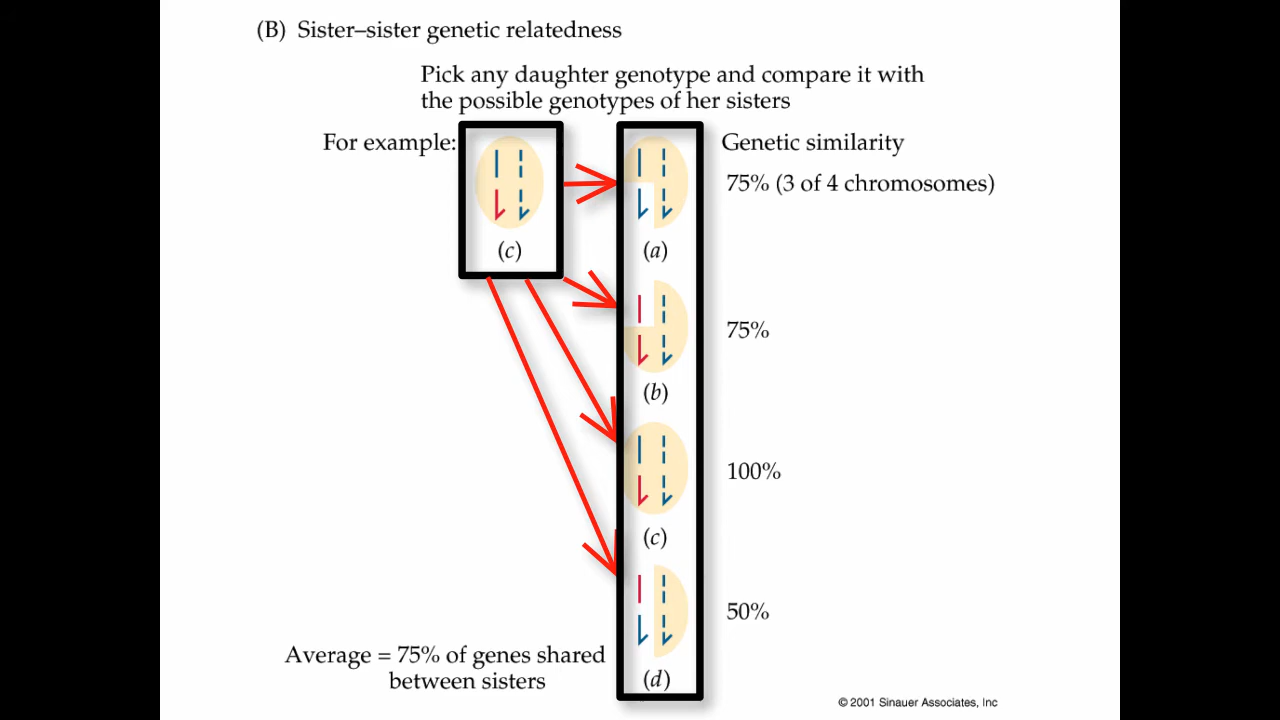 (B) Sister–sister genetic relatedness
Pick any daughter genotype and compare it with
the possible genotypes of her sisters
For example:
Genetic similarity
75% (3 of 4 chromosomes)
(c)
(a)
75%
(b)
100%
(c)
50%
Average = 75% of genes shared
between sisters
(d)
© 2001 Sinauer Associates, Inc